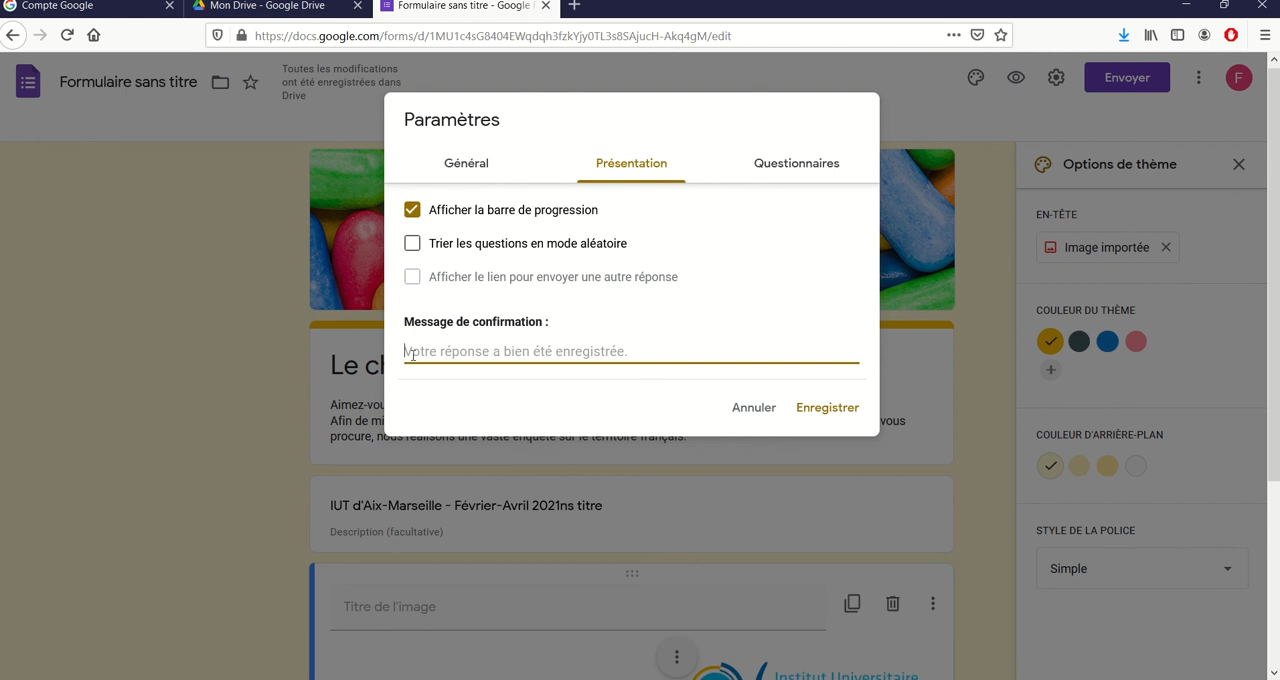 Compte Google
Mon Drive - Google Drive
Formulaire sans titre - Google
https://docs.google.com/forms/d/1MU1c4sG8404EWqdqh3fzkYjy0TL3s8SAjucH-Akq4gM/edit
Formulaire sans titre
Toutes les modifications
ont été enregistrées dans
Drive
Envoyer
F
Paramètres
Général
Présentation
Questionnaires
Afficher la barre de progression
Trier les questions en mode aléatoire
Afficher le lien pour envoyer une autre réponse
Message de confirmation :
Votre réponse a bien été enregistrée.
Annuler
Enregistrer
Options de thème
EN-TÊTE
Image importée
COULEUR DU THÈME
COULEUR D'ARRIÈRE-PLAN
STYLE DE LA POLICE
Simple
Le
Aimez-vou
Afin de mi
vous
procure, nous réalisons une vaste enquête sur le territoire français.
IUT d'Aix-Marseille - Février-Avril 2021ns titre
Description (facultative)
Titre de l'image
Institut Universitaire